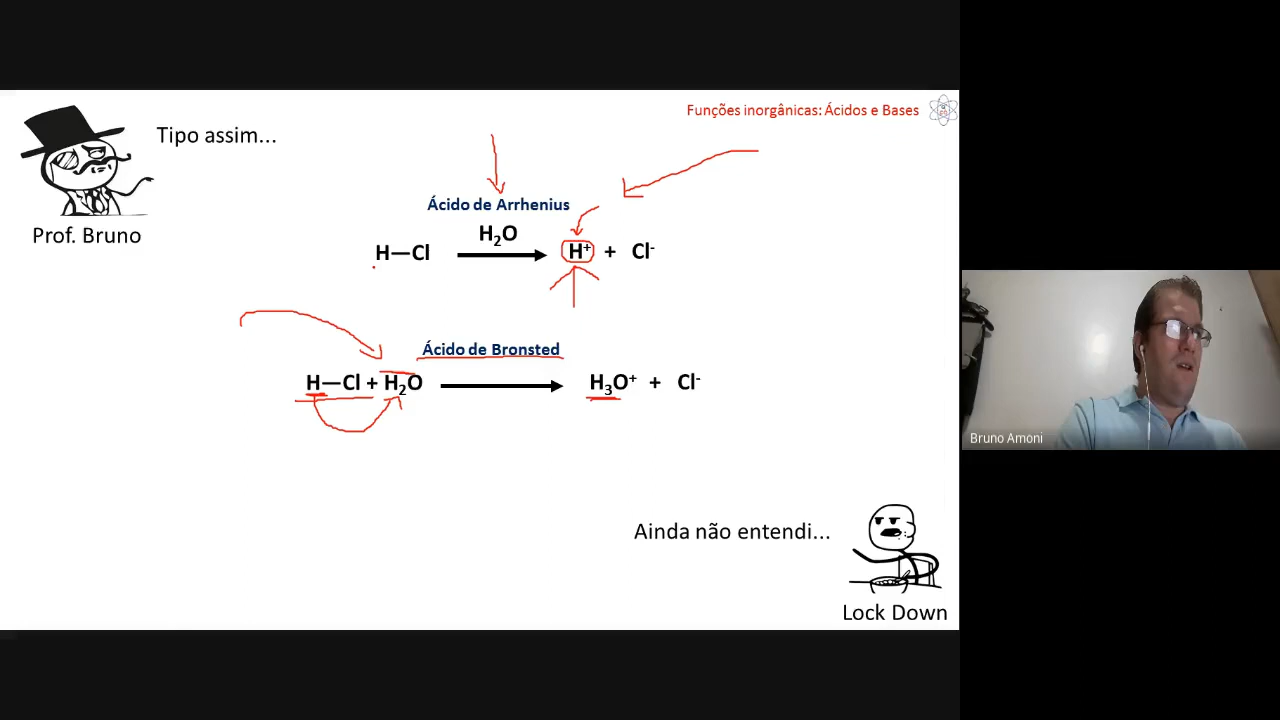 Funções inorgânicas: Ácidos e Bases
Tipo assim...
Prof. Bruno
Ácido de Arrhenius
H₂O
H—Cl H⁺ + Cl⁻
Ácido de Bronsted
H—Cl + H₂O H₃O⁺ + Cl⁻
Bruno Amoni
Ainda não entendi...
Lock Down